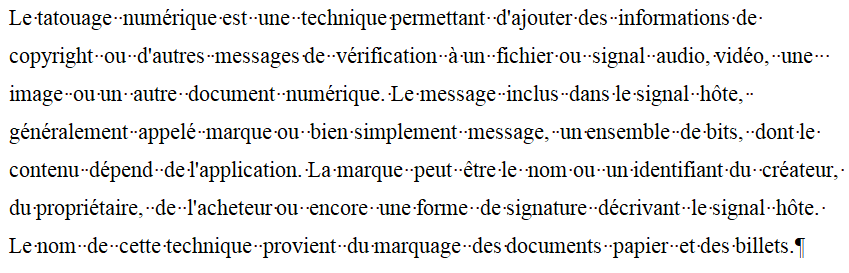 Le tatouage numérique est une technique permettant d'ajouter des informations de
copyright ou d'autres messages de vérification à un fichier ou signal audio, vidéo, une
image ou un autre document numérique. Le message inclus dans le signal hôte,
généralement appelé marque ou bien simplement message, un ensemble de bits, dont le
contenu dépend de l'application. La marque peut être le nom ou un identifiant du créateur,
du propriétaire, de l'acheteur ou encore une forme de signature décrivant le signal hôte.
Le nom de cette technique provient du marquage des documents papier et des billets.¶